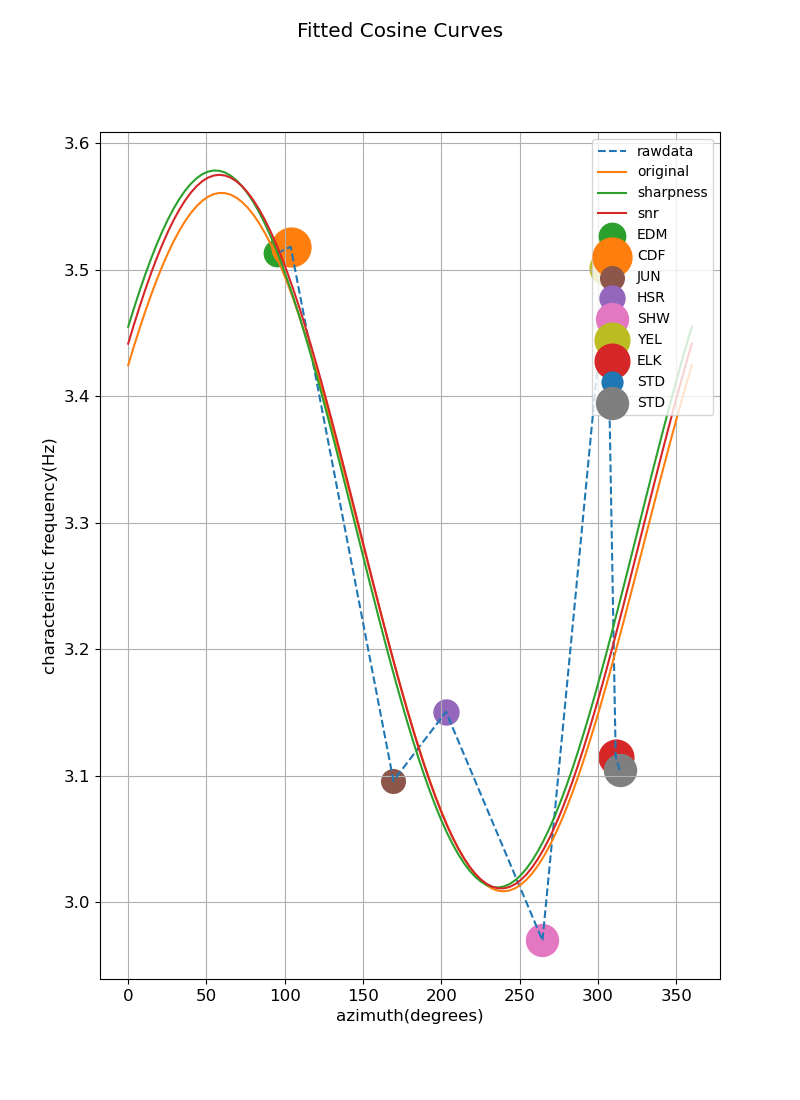 Fitted Cosine Curves
3.6
3.5
3.4
3.3
3.2
3.1
3.0
characteristic frequency(Hz)
0 50 100 150 200 250 300 350
azimuth(degrees)
rawdata
original
sharpness
snr
EDM
CDF
JUN
HSR
SHW
YEL
ELK
STD
STD